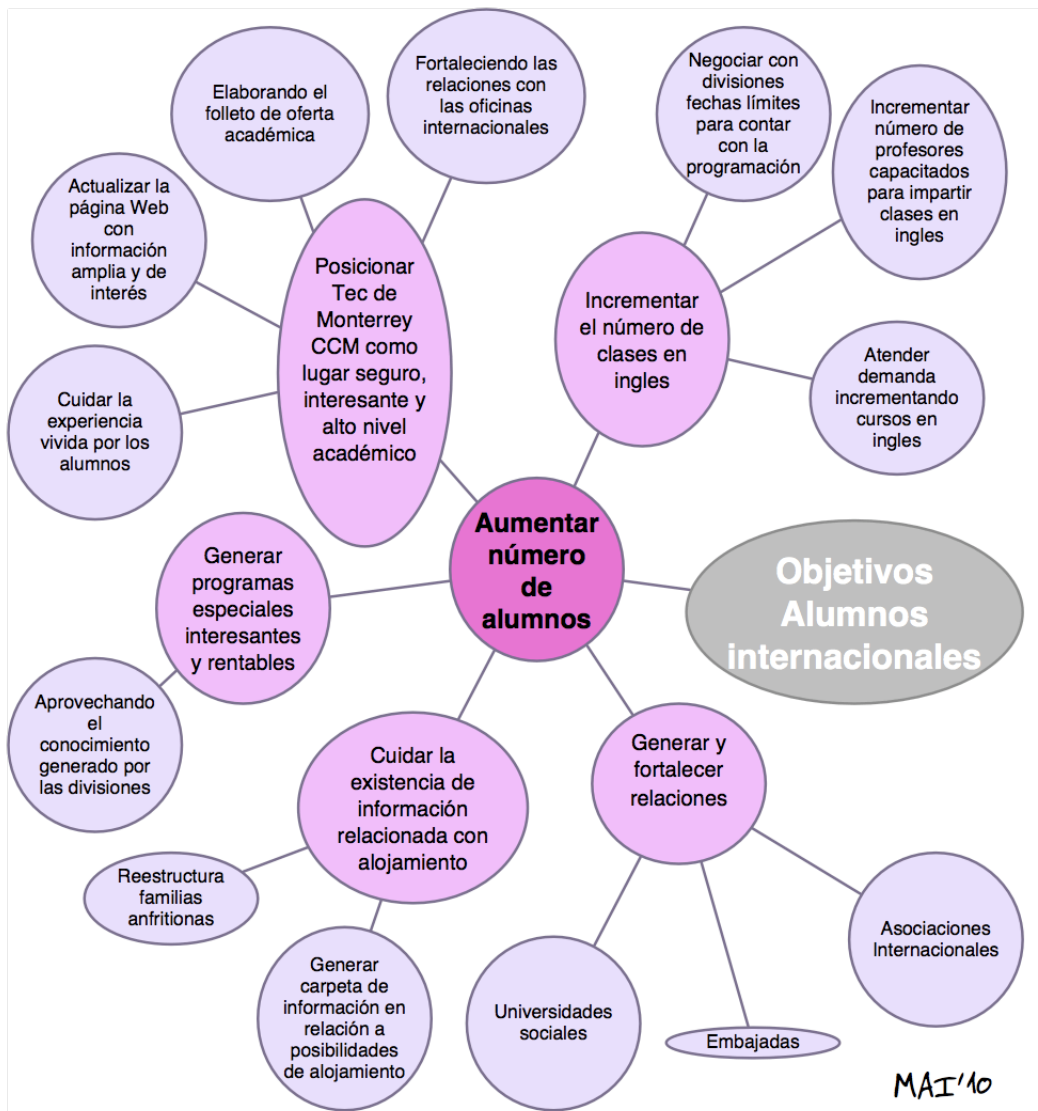 Elaborando el
folleto de oferta
académica
Fortaleciendo las
relaciones con
las oficinas
internacionales
Negociar con
divisiones
fechas límites
para contar
con la
programación
Incrementar
número de
profesores
capacitados
para impartir
clases en
ingles
Actualizar la
página Web
con
información
amplia y de
interés
Posicionar
Tec de
Monterrey
CCM como
lugar seguro,
interesante y
alto nivel
académico
Incrementar
el número de
clases en
ingles
Atender
demanda
incrementando
cursos en
ingles
Cuidar la
experiencia
vivida por los
alumnos
Aumentar
número
de
alumnos
Objetivos
Alumnos
internacionales
Generar
programas
especiales
interesantes
y rentables
Aprovechando
el
conocimiento
generado por
las divisiones
Cuidar la
existencia de
información
relacionada con
alojamiento
Generar y
fortalecer
relaciones
Reestructura
familias
anfritionas
Generar
carpeta de
información en
relación a
posibilidades
de alojamiento
Universidades
sociales
Embajadas
Asociaciones
Internacionales
MAI'10